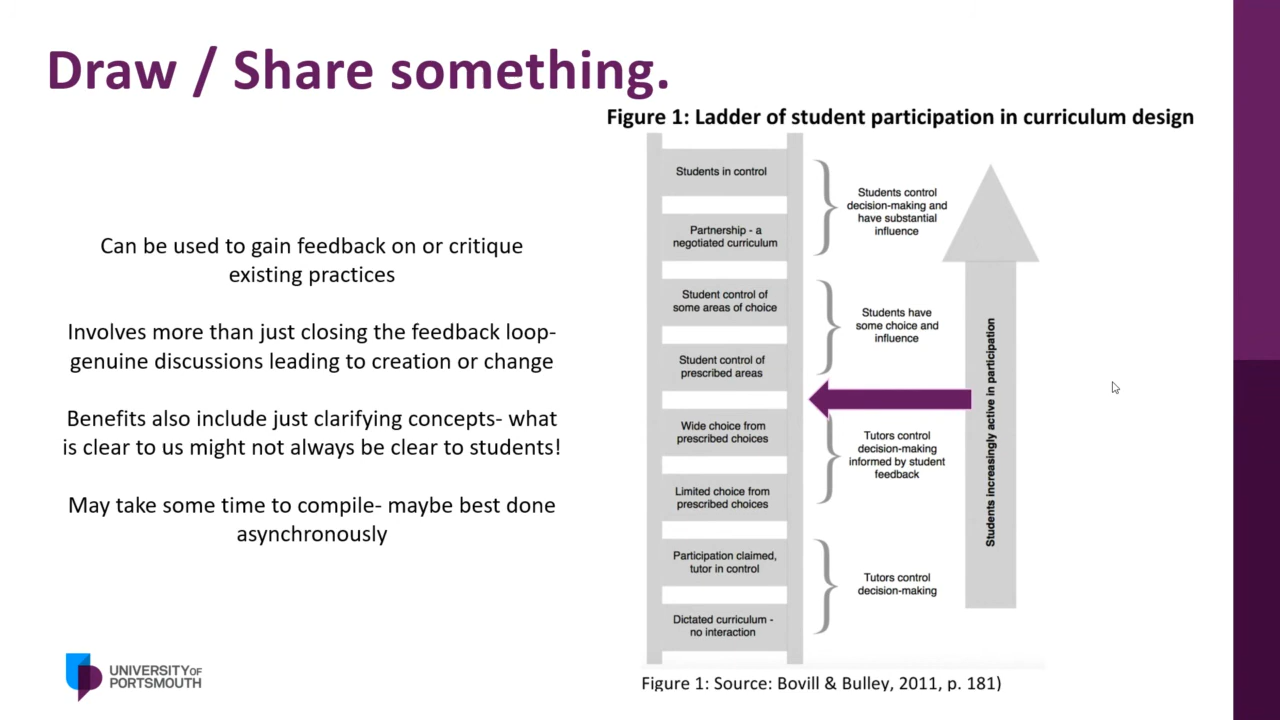 Draw / Share something.
Figure 1: Ladder of student participation in curriculum design
Can be used to gain feedback on or critique
existing practices
Involves more than just closing the feedback loop-
genuine discussions leading to creation or change
Benefits also include just clarifying concepts- what
is clear to us might not always be clear to students!
May take some time to compile- maybe best done
asynchronously
Students in control
Partnership - a
negotiated curriculum
Student control of
some areas of choice
Student control of
prescribed areas
Wide choice from
prescribed choices
Limited choice from
prescribed choices
Participation claimed,
tutor in control
Dictated curriculum -
no interaction
Students control
decision-making and
have substantial
influence
Students have
some choice and
influence
Tutors control
decision-making
informed by student
feedback
Tutors control
decision-making
Students increasingly active in participation
Figure 1: Source: Bovill & Bulley, 2011, p. 181)
UNIVERSITY OF
PORTSMOUTH